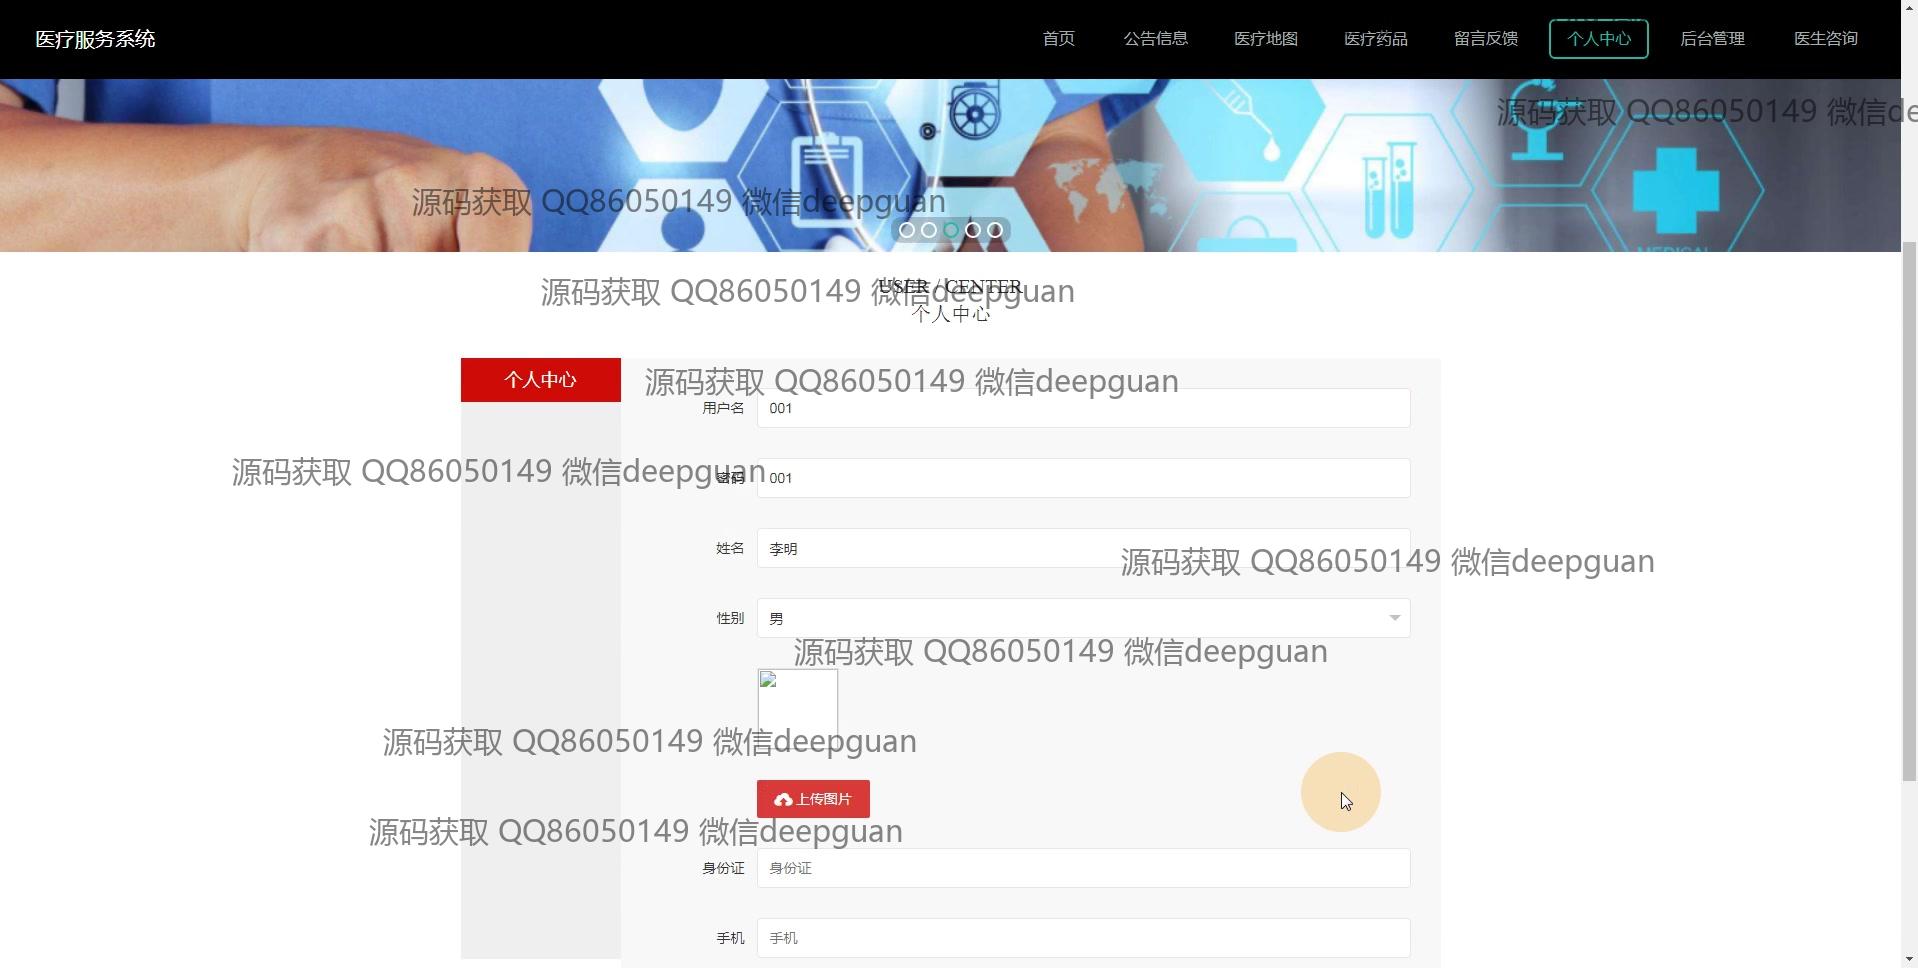 医疗服务系统
首页
公告信息
医疗地图
医疗药品
留言反馈
个人中心
后台管理
医生咨询
源码获取 QQ86050149 微信de
源码获取 QQ86050149 微信deepguan
MEDICAL
源码获取 QQ86050149 微信deepguan
USER / CENTER
个人中心
个人中心
源码获取 QQ86050149 微信deepguan
用户名
001
源码获取 QQ86050149 微信deepguan
密码
001
姓名
李明
源码获取 QQ86050149 微信deepguan
性别
男
源码获取 QQ86050149 微信deepguan
源码获取 QQ86050149 微信deepguan
上传图片
源码获取 QQ86050149 微信deepguan
身份证
身份证
手机
手机